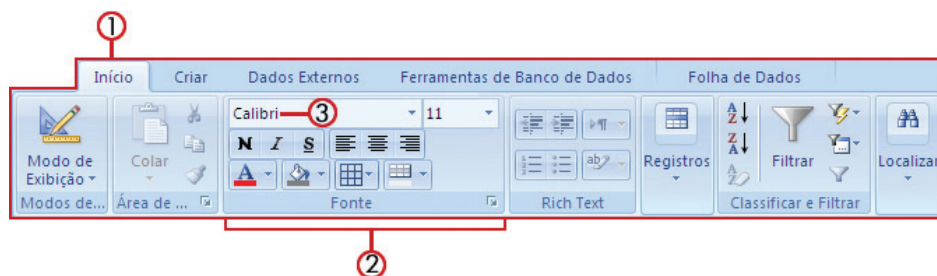 1
Início Criar Dados Externos Ferramentas de Banco de Dados Folha de Dados
Calibri 3 11
N I S
A
Modo de Exibição
Colar
Registros
A Z
Z A
A Z
Filtrar
Localizar
ab
Modos de... Área de ... Fonte Rich Text Classificar e Filtrar
2